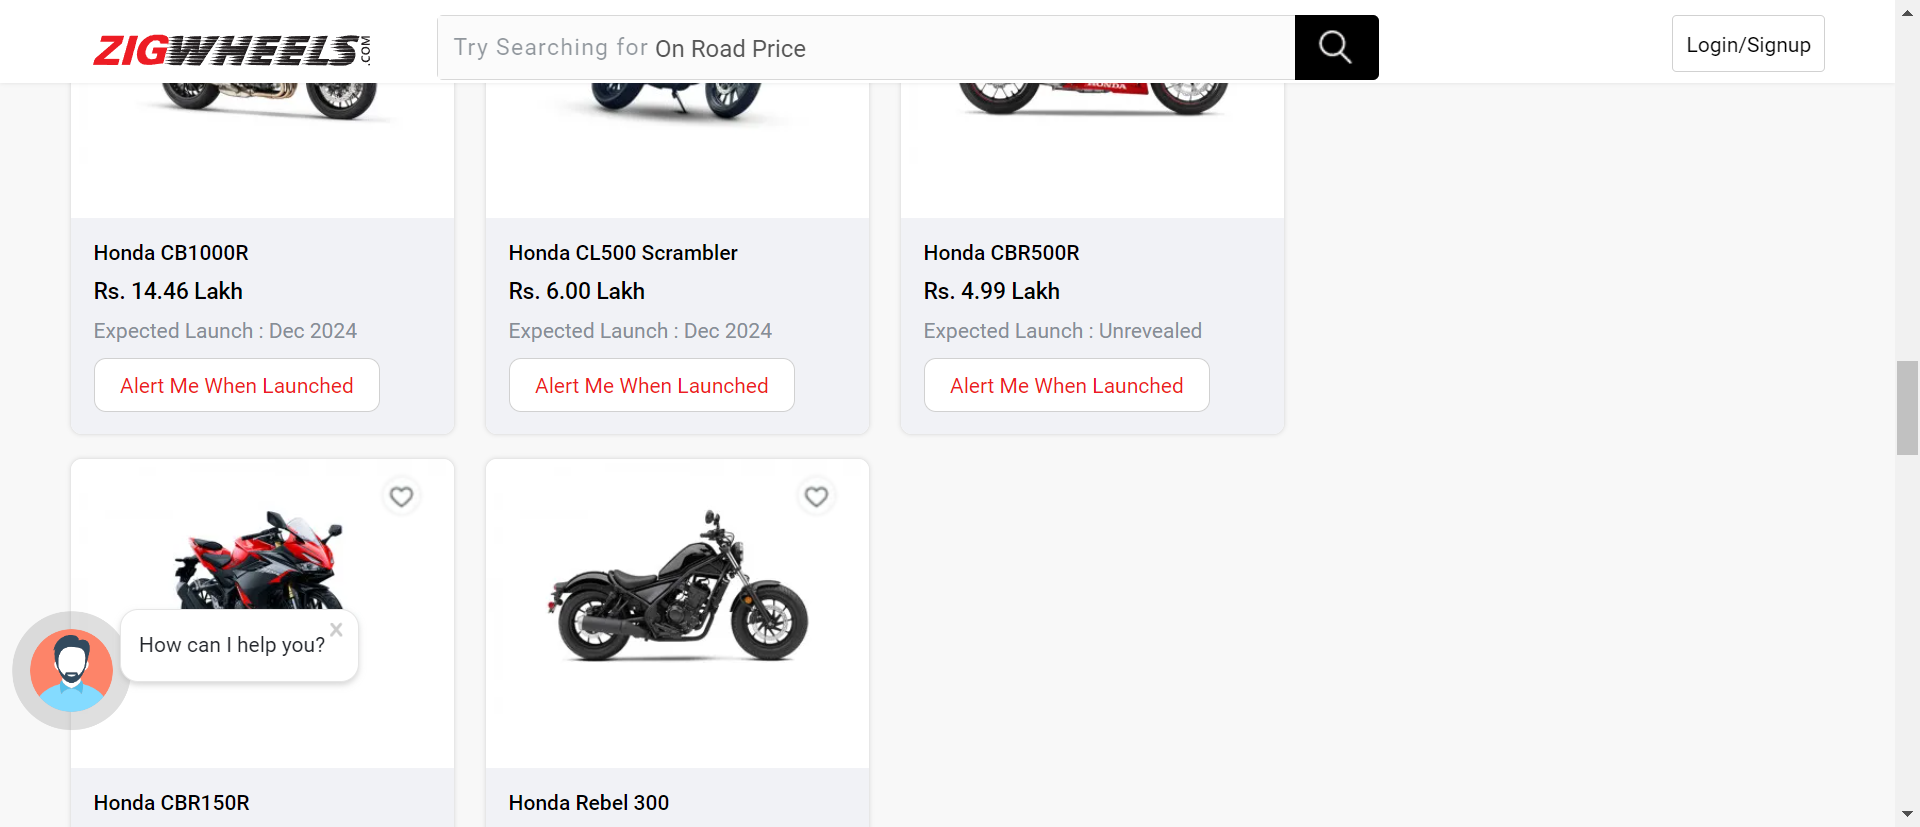 ZIGWHEELS.COM
Try Searching for On Road Price
Login/Signup
HONDA
Honda CB1000R
Rs. 14.46 Lakh
Expected Launch : Dec 2024
Alert Me When Launched
Honda CL500 Scrambler
Rs. 6.00 Lakh
Expected Launch : Dec 2024
Alert Me When Launched
Honda CBR500R
Rs. 4.99 Lakh
Expected Launch : Unrevealed
Alert Me When Launched
How can I help you?
Honda CBR150R
Honda Rebel 300